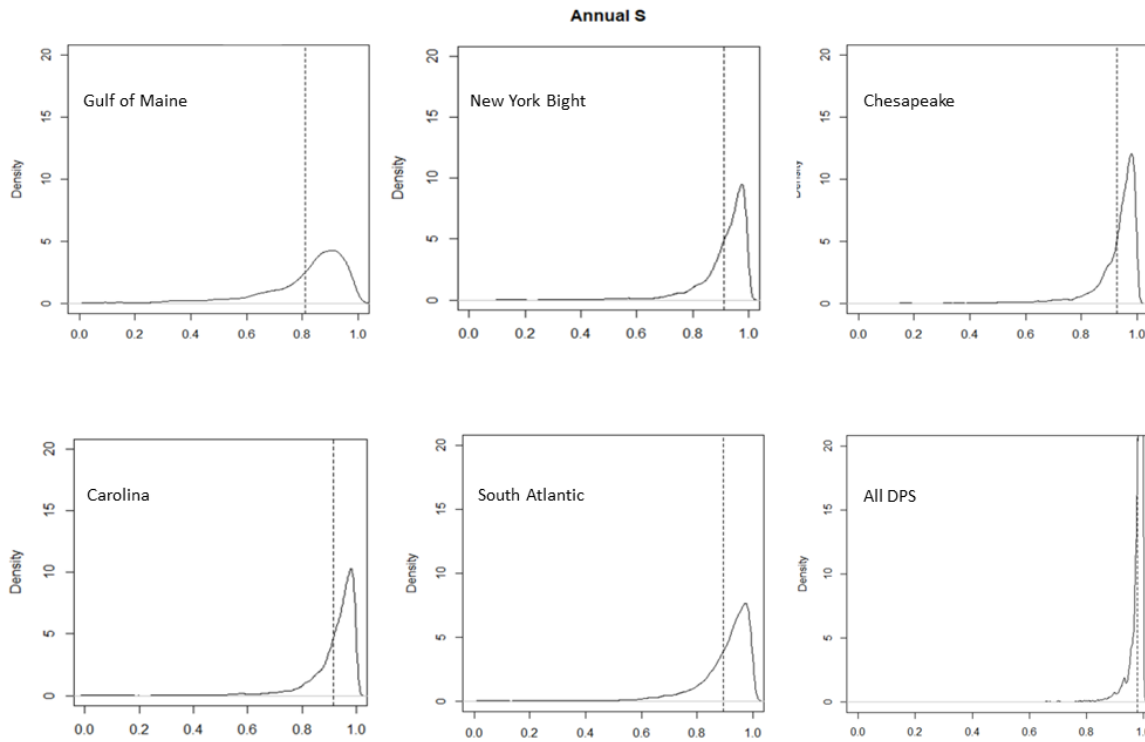 Annual S
Gulf of Maine
Density
0 5 10 15 20
0.0 0.2 0.4 0.6 0.8 1.0
New York Bight
Density
0 5 10 15 20
0.0 0.2 0.4 0.6 0.8 1.0
Chesapeake
0 5 10 15 20
0.0 0.2 0.4 0.6 0.8 1.0
Carolina
Density
0 5 10 15 20
0.0 0.2 0.4 0.6 0.8 1.0
South Atlantic
Density
0 5 10 15 20
0.0 0.2 0.4 0.6 0.8 1.0
All DPS
Density
0 5 10 15 20
0.0 0.2 0.4 0.6 0.8